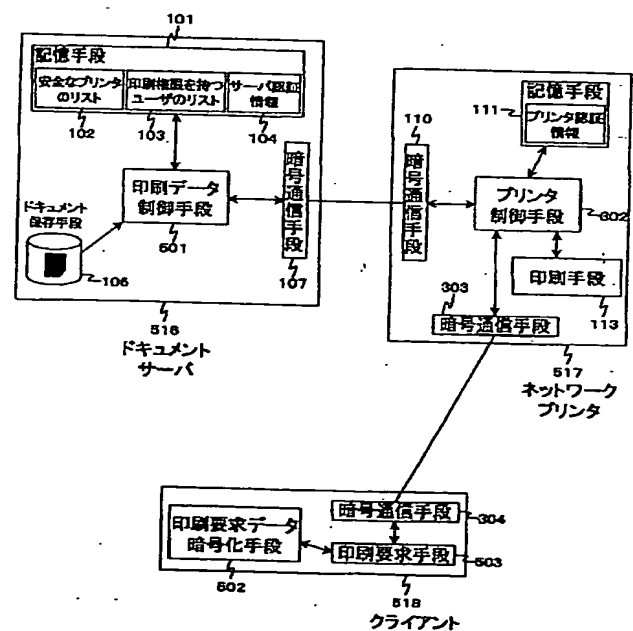 101
記憶手段
安全なプリンタ
のリスト
印刷権限を持つ
ユーザのリスト
サーバ認証
情報
102
103
104
印刷データ
制御手段
501
暗号通信手段
107
ドキュメント
保存手段
106
516
ドキュメント
サーバ
記憶手段
111
プリンタ認証
情報
110
暗号通信手段
プリンタ
制御手段
302
印刷手段
113
303
暗号通信手段
517
ネットワーク
プリンタ
暗号通信手段
304
印刷要求データ
暗号化手段
502
印刷要求手段
503
518
クライアント